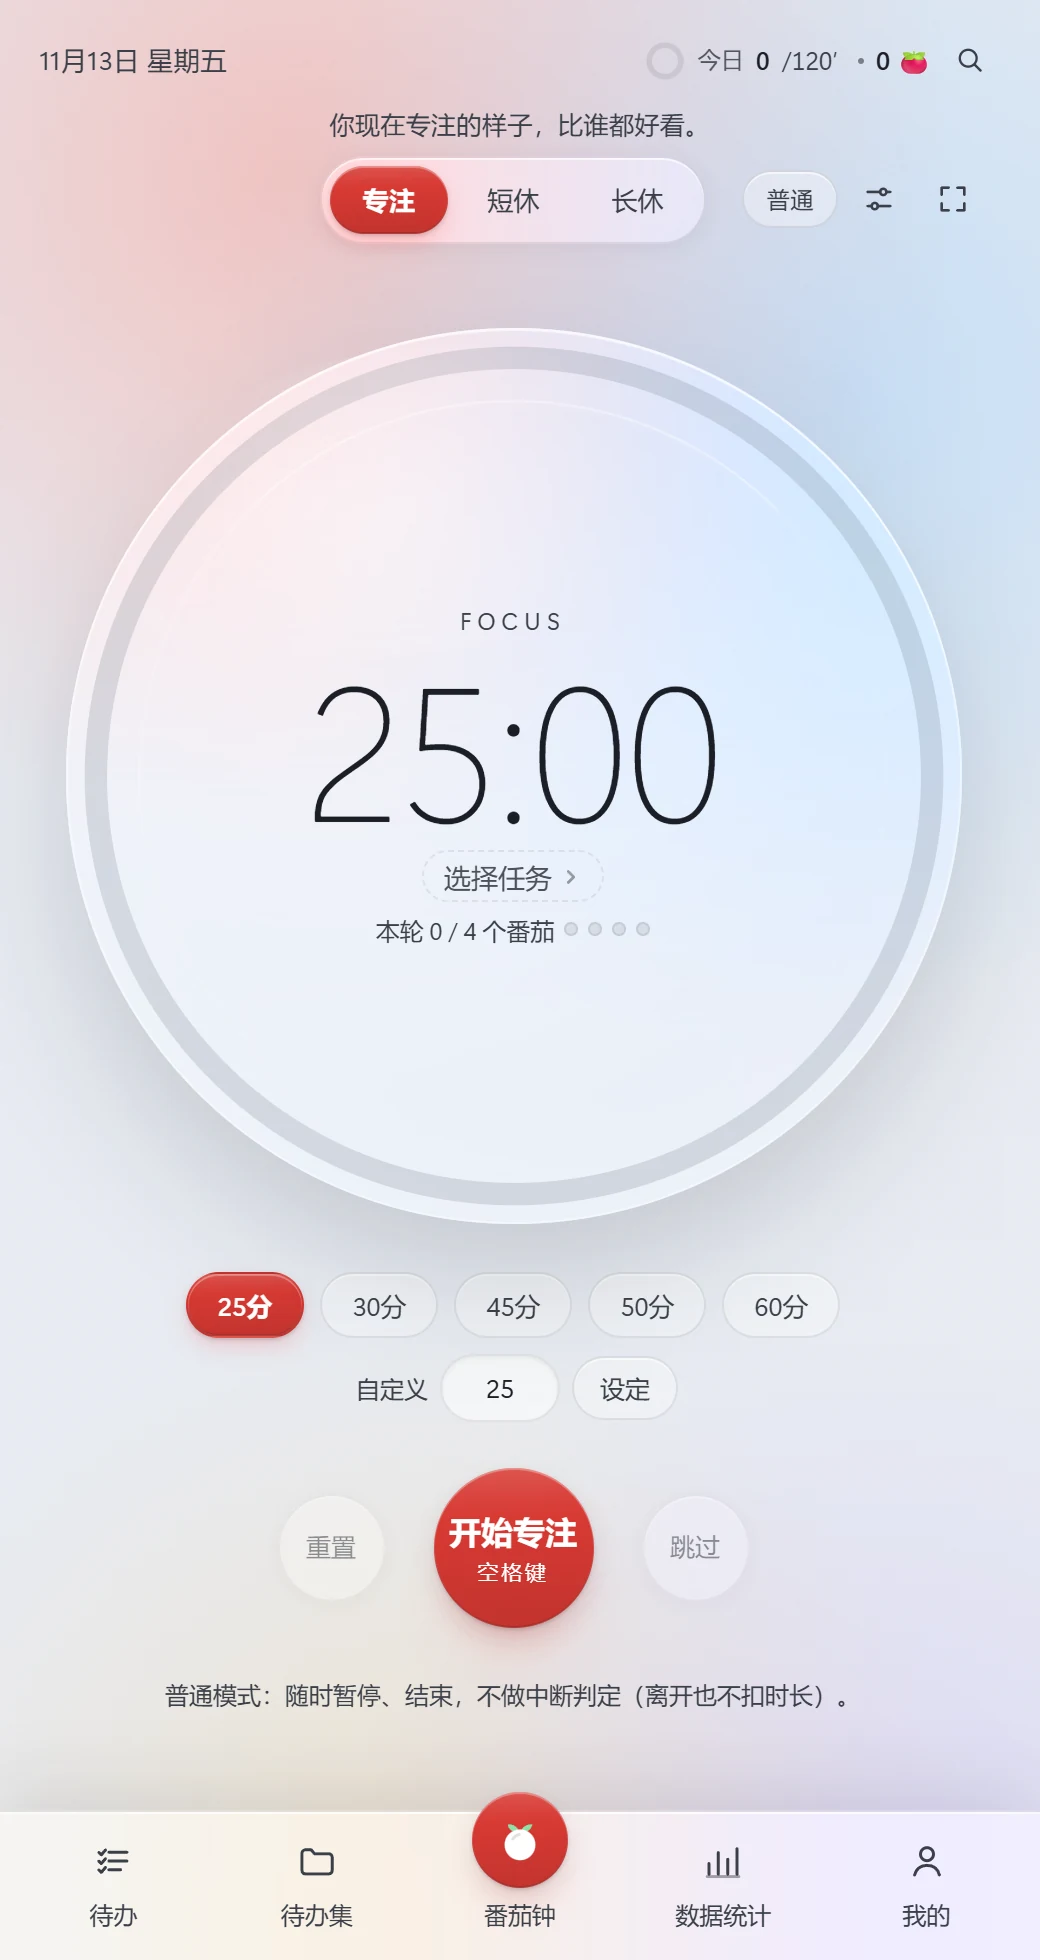 11月13日 星期五
今日 0 /120′ • 0
你现在专注的样子，比谁都好看。
专注 短休 长休 普通
FOCUS
25:00
选择任务 ›
本轮 0 / 4 个番茄
25分 30分 45分 50分 60分
自定义 25 设定
重置
开始专注
空格键
跳过
普通模式：随时暂停、结束，不做中断判定（离开也不扣时长）。
待办 待办集 番茄钟 数据统计 我的